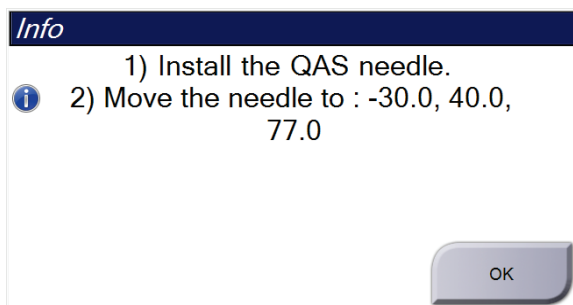 Info
1) Install the QAS needle.
2) Move the needle to : -30.0, 40.0,
77.0
OK